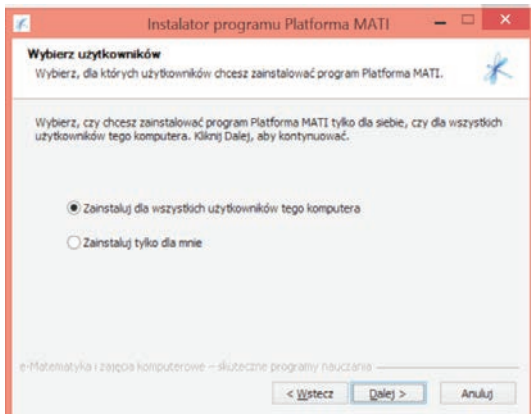 Instalator programu Platforma MATI
Wybierz użytkowników
Wybierz, dla których użytkowników chcesz zainstalować program Platforma MATI.
Wybierz, czy chcesz zainstalować program Platforma MATI tylko dla siebie, czy dla wszystkich
użytkowników tego komputera. Kliknij Dalej, aby kontynuować.
Zainstaluj dla wszystkich użytkowników tego komputera
Zainstaluj tylko dla mnie
e-Matematyka i zajęcia komputerowe – skuteczne programy nauczania
< Wstecz Dalej > Anuluj